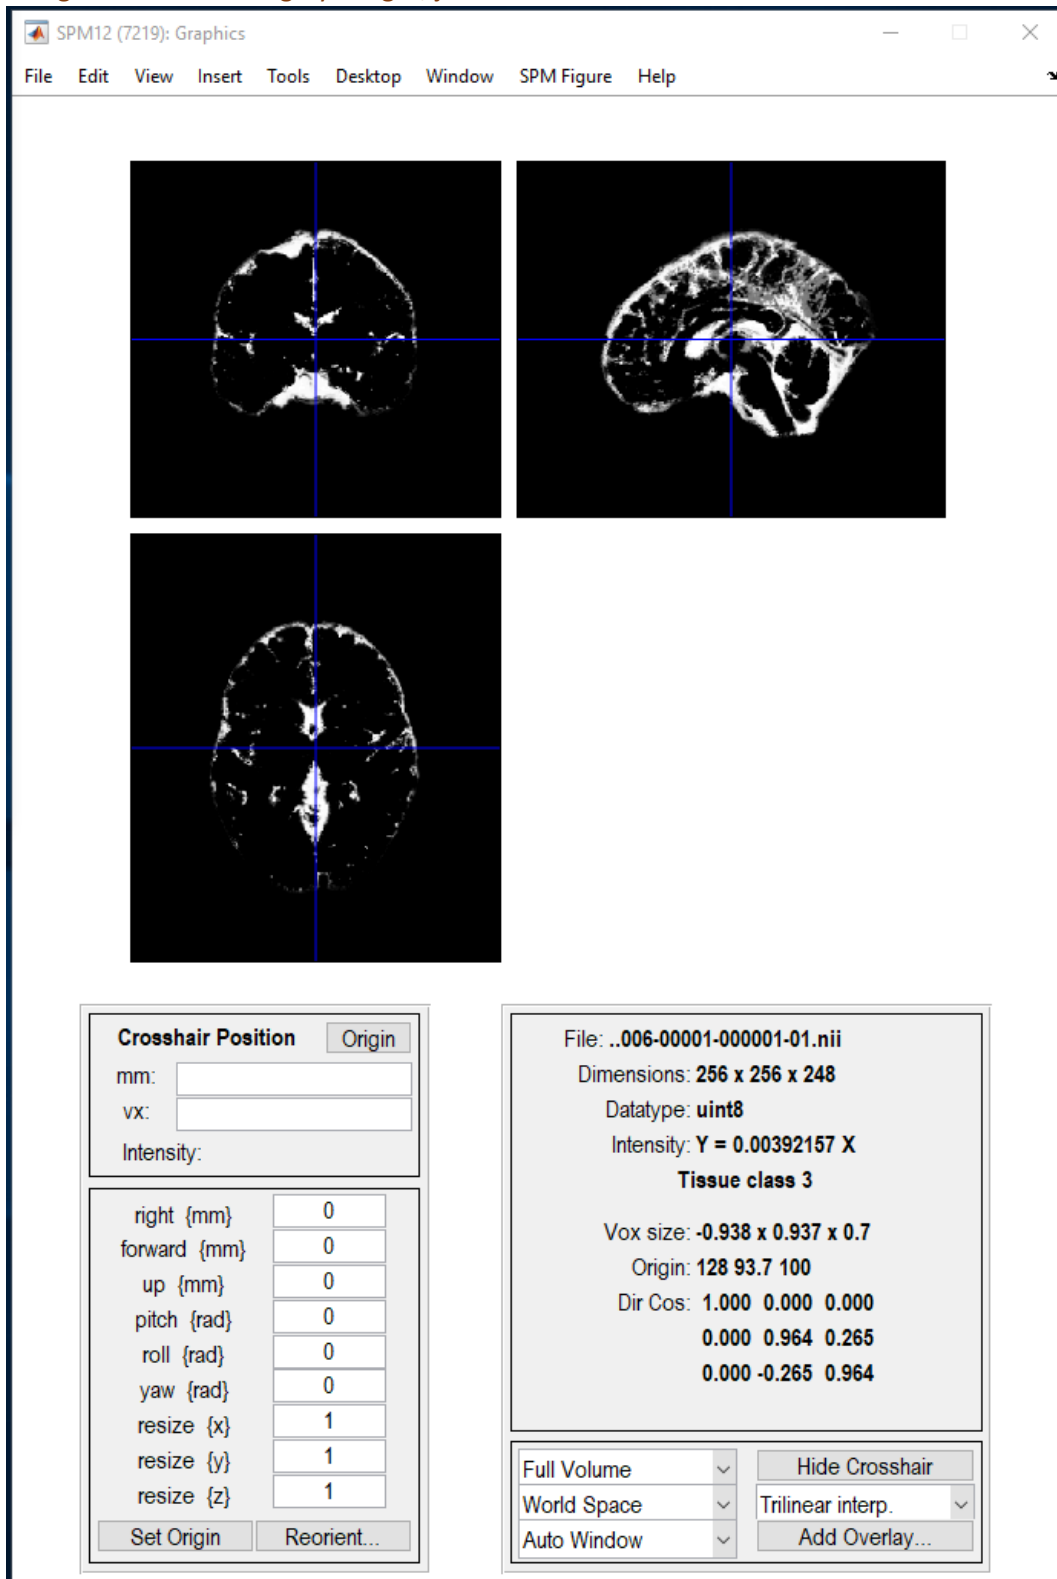 SPM12 (7219): Graphics
File Edit View Insert Tools Desktop Window SPM Figure Help
Crosshair Position Origin
mm:
vx:
Intensity:
right {mm} 0
forward {mm} 0
up {mm} 0
pitch {rad} 0
roll {rad} 0
yaw {rad} 0
resize {x} 1
resize {y} 1
resize {z} 1
Set Origin Reorient...
File: ..006-00001-000001-01.nii
Dimensions: 256 x 256 x 248
Datatype: uint8
Intensity: Y = 0.00392157 X
Tissue class 3
Vox size: -0.938 x 0.937 x 0.7
Origin: 128 93.7 100
Dir Cos: 1.000 0.000 0.000
0.000 0.964 0.265
0.000 -0.265 0.964
Full Volume Hide Crosshair
World Space Trilinear interp.
Auto Window Add Overlay...